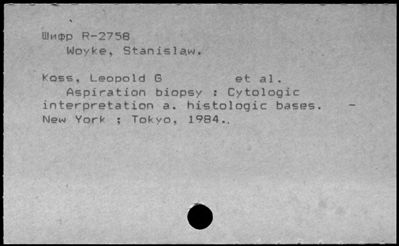 Шифр R-2758
Woyke, Stanislaw.
Koss, Leopold G et al.
Aspiration biopsy : Cytologic
interpretation a. histologic bases. -
New York ; Tokyo, 1984..